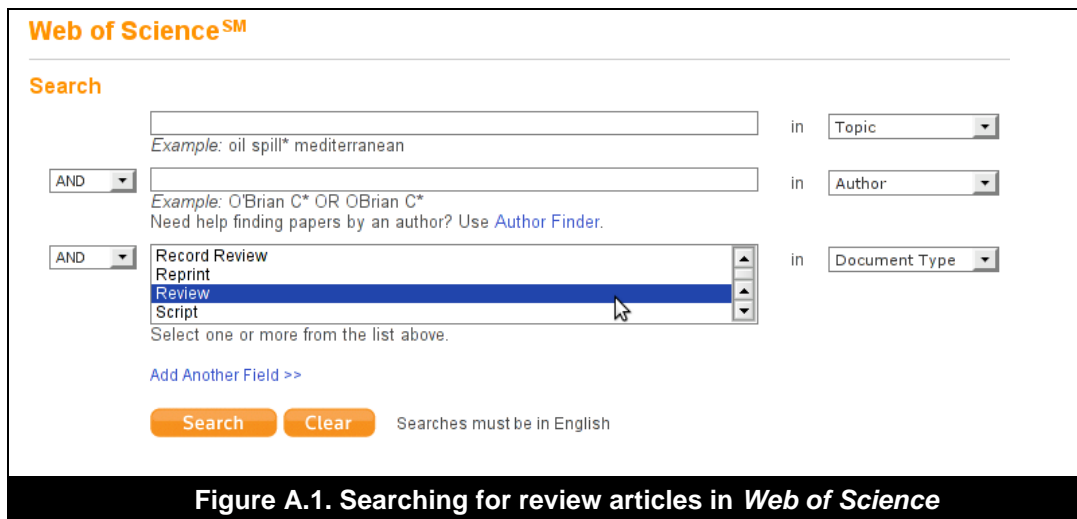 Web of Science SM
Search
in Topic
Example: oil spill* mediterranean
AND in Author
Example: O'Brian C* OR OBrian C*
Need help finding papers by an author? Use Author Finder.
AND Record Review in Document Type
Reprint
Review
Script
Select one or more from the list above.
Add Another Field >>
Search Clear Searches must be in English
Figure A.1. Searching for review articles in Web of Science